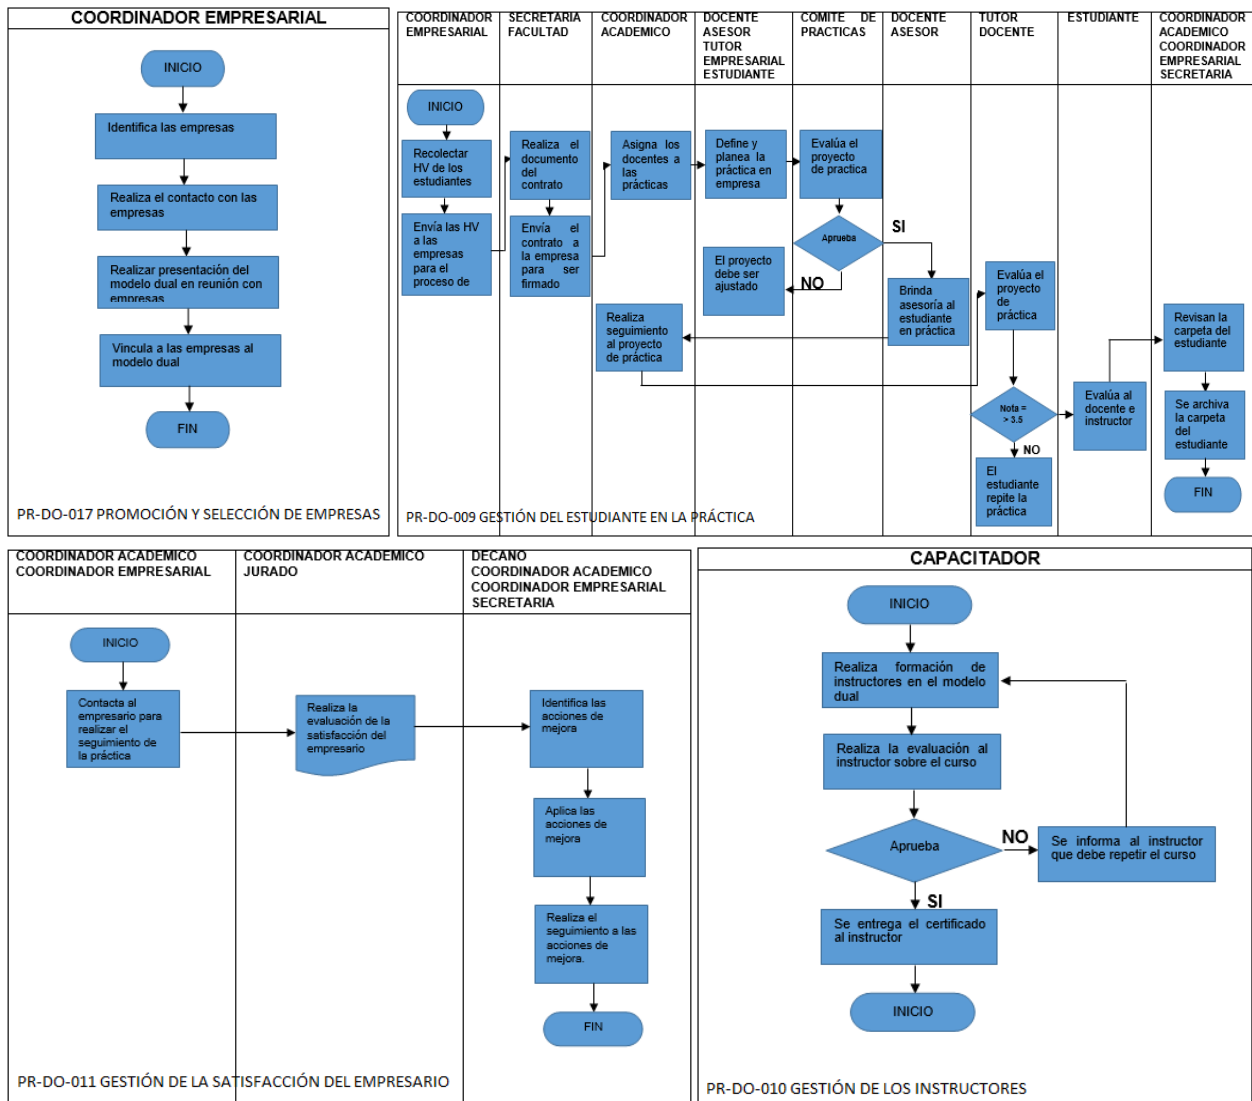 COORDINADOR EMPRESARIAL
INICIO
Identifica las empresas
Realiza el contacto con las
empresas
Realizar presentación del
modelo dual en reunión con
empresas
Vincula a las empresas al
modelo dual
FIN
PR-DO-017 PROMOCIÓN Y SELECCIÓN DE EMPRESAS
COORDINADOR
EMPRESARIAL
SECRETARIA
FACULTAD
COORDINADOR
ACADEMICO
DOCENTE
ASESOR
TUTOR
EMPRESARIAL
ESTUDIANTE
COMITE DE
PRACTICAS
DOCENTE
ASESOR
TUTOR
DOCENTE
ESTUDIANTE
COORDINADOR
ACADEMICO
COORDINADOR
EMPRESARIAL
SECRETARIA
INICIO
Recolectar
HV de los
estudiantes
Envía las HV
a las
empresas
para el
proceso de
Realiza el
documento
del
contrato
Envía el
contrato a
la empresa
para ser
firmado
Asigna los
docentes a
las
prácticas
Define y
planea la
práctica en
empresa
Evalúa el
proyecto
de practica
Aprueba
SI
NO
El proyecto
debe ser
ajustado
Brinda
asesoría al
estudiante
en práctica
Realiza
seguimiento
al proyecto
de práctica
Evalúa el
proyecto
de
práctica
Nota =
> 3.5
NO
El
estudiante
repite la
práctica
Evalúa al
docente e
instructor
Revisan la
carpeta del
estudiante
Se archiva
la carpeta
del
estudiante
FIN
PR-DO-009 GESTIÓN DEL ESTUDIANTE EN LA PRÁCTICA
COORDINADOR ACADEMICO
COORDINADOR EMPRESARIAL
COORDINADOR ACADEMICO
JURADO
DECANO
COORDINADOR ACADEMICO
COORDINADOR EMPRESARIAL
SECRETARIA
INICIO
Contacta al
empresario para
realizar el
seguimiento de
la práctica
Realiza la
evaluación de la
satisfacción del
empresario
Identifica las
acciones de
mejora
Aplica las
acciones de
mejora
Realiza el
seguimiento a las
acciones de
mejora.
FIN
PR-DO-011 GESTIÓN DE LA SATISFACCIÓN DEL EMPRESARIO
CAPACITADOR
INICIO
Realiza formación de
instructores en el modelo
dual
Realiza la evaluación al
instructor sobre el curso
Aprueba
NO
Se informa al instructor
que debe repetir el curso
SI
Se entrega el certificado
al instructor
INICIO
PR-DO-010 GESTIÓN DE LOS INSTRUCTORES